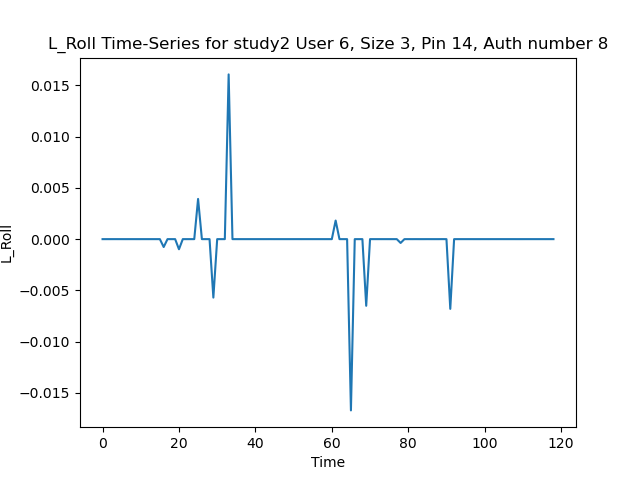 L_Roll Time-Series for study2 User 6, Size 3, Pin 14, Auth number 8
0.015
0.010
0.005
0.000
−0.005
−0.010
−0.015
L_Roll
0 20 40 60 80 100 120
Time